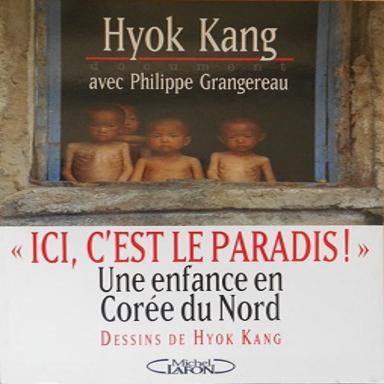 Hyok Kang
document
avec Philippe Grangereau
« ICI, C'EST LE PARADIS ! »
Une enfance en
Corée du Nord
DESSINS DE HYOK KANG
Michel
LAFON